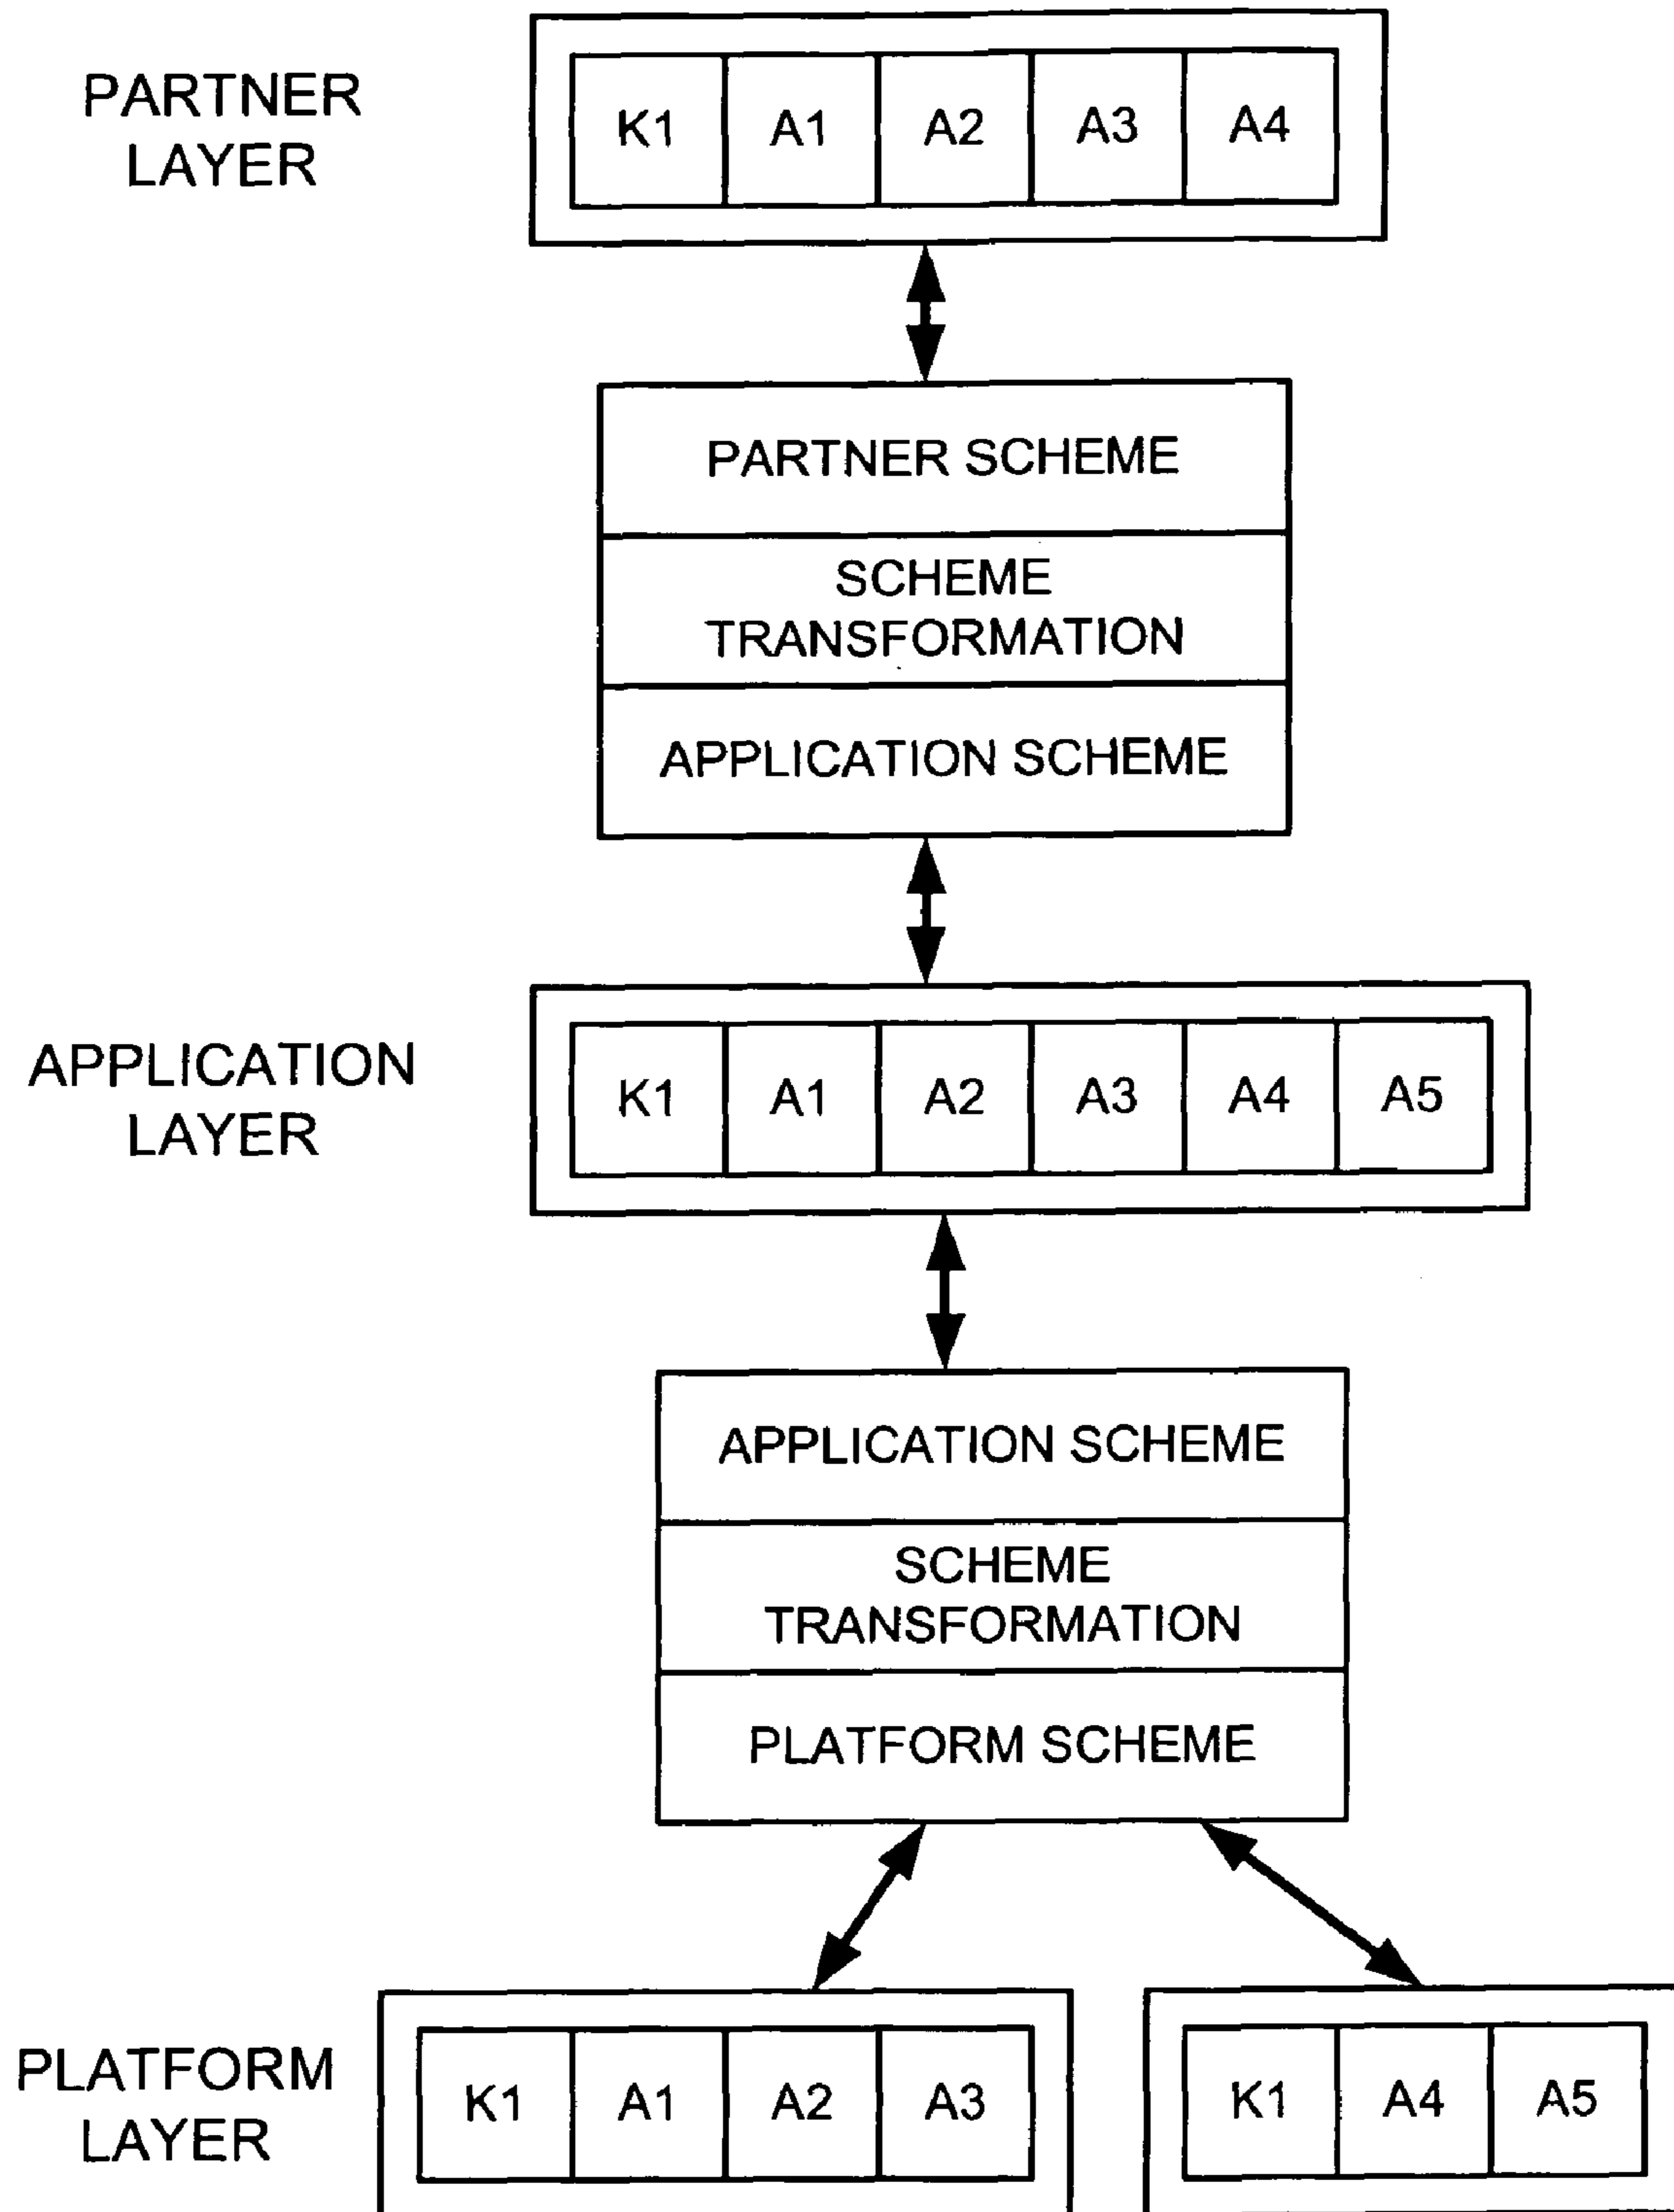 PARTNER
LAYER
K1 A1 A2 A3 A4
PARTNER SCHEME
SCHEME
TRANSFORMATION
APPLICATION SCHEME
APPLICATION
LAYER
K1 A1 A2 A3 A4 A5
APPLICATION SCHEME
SCHEME
TRANSFORMATION
PLATFORM SCHEME
PLATFORM
LAYER
K1 A1 A2 A3
K1 A4 A5